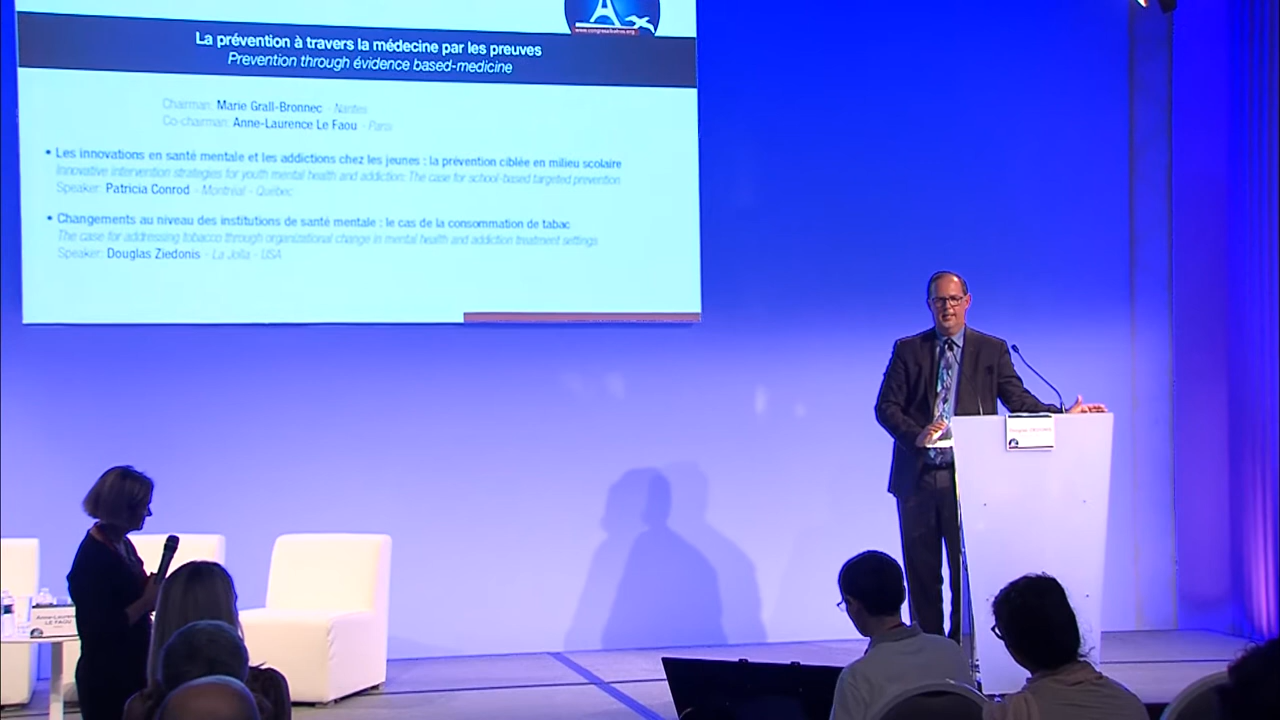 www.congresalbatros.org
La prévention à travers la médecine par les preuves
Prevention through évidence based-medicine
Chairman: Marie Grall-Bronnec - Nantes
Co-chairman: Anne-Laurence Le Faou - Paris
• Les innovations en santé mentale et les addictions chez les jeunes : la prévention ciblée en milieu scolaire
Innovative intervention strategies for youth mental health and addiction: The case for school-based targeted prevention
Speaker: Patricia Conrod - Montréal - Québec
• Changements au niveau des institutions de santé mentale : le cas de la consommation de tabac
The case for addressing tobacco through organizational change in mental health and addiction treatment settings
Speaker: Douglas Ziedonis - La Jolla - USA
Douglas ZIEDONIS
Anne-Laurence
LE FAOU